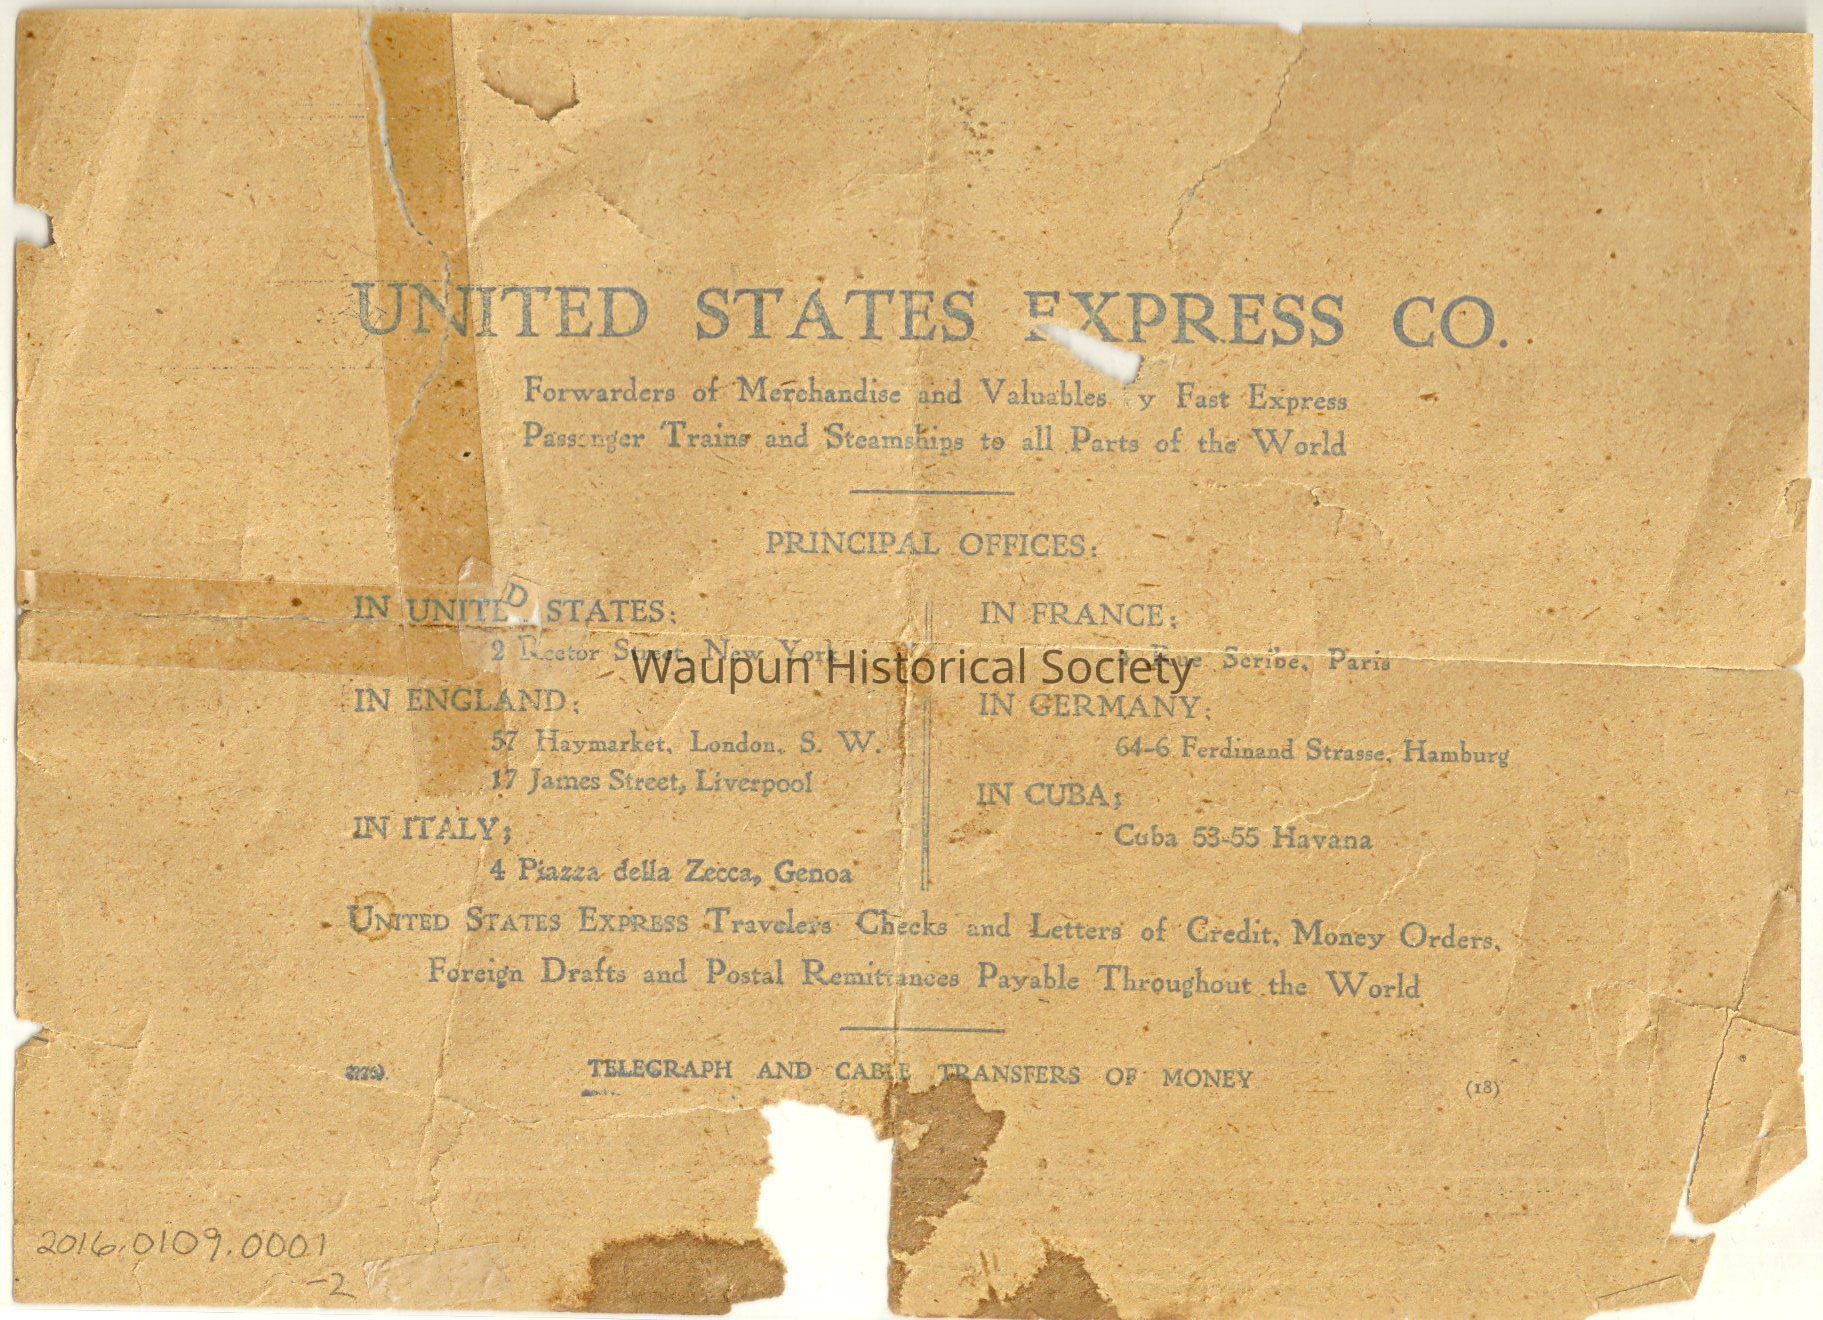 UNITED STATES EXPRESS CO.
Forwarders of Merchandise and Valuables y Fast Express
Passenger Trains and Steamships to all Parts of the World
PRINCIPAL OFFICES:
IN UNITED STATES:
2 Rector Street, New York
IN ENGLAND:
57 Haymarket, London, S. W.
17 James Street, Liverpool
IN ITALY;
4 Piazza della Zecca, Genoa
IN FRANCE;
Rue Scribe, Paris
IN GERMANY:
64-6 Ferdinand Strasse, Hamburg
IN CUBA;
Cuba 53-55 Havana
UNITED STATES EXPRESS Travelers Checks and Letters of Credit, Money Orders,
Foreign Drafts and Postal Remittances Payable Throughout the World
TELEGRAPH AND CABLE TRANSFERS OF MONEY
(18)
Waupun Historical Society
2016.0109.0001
-2